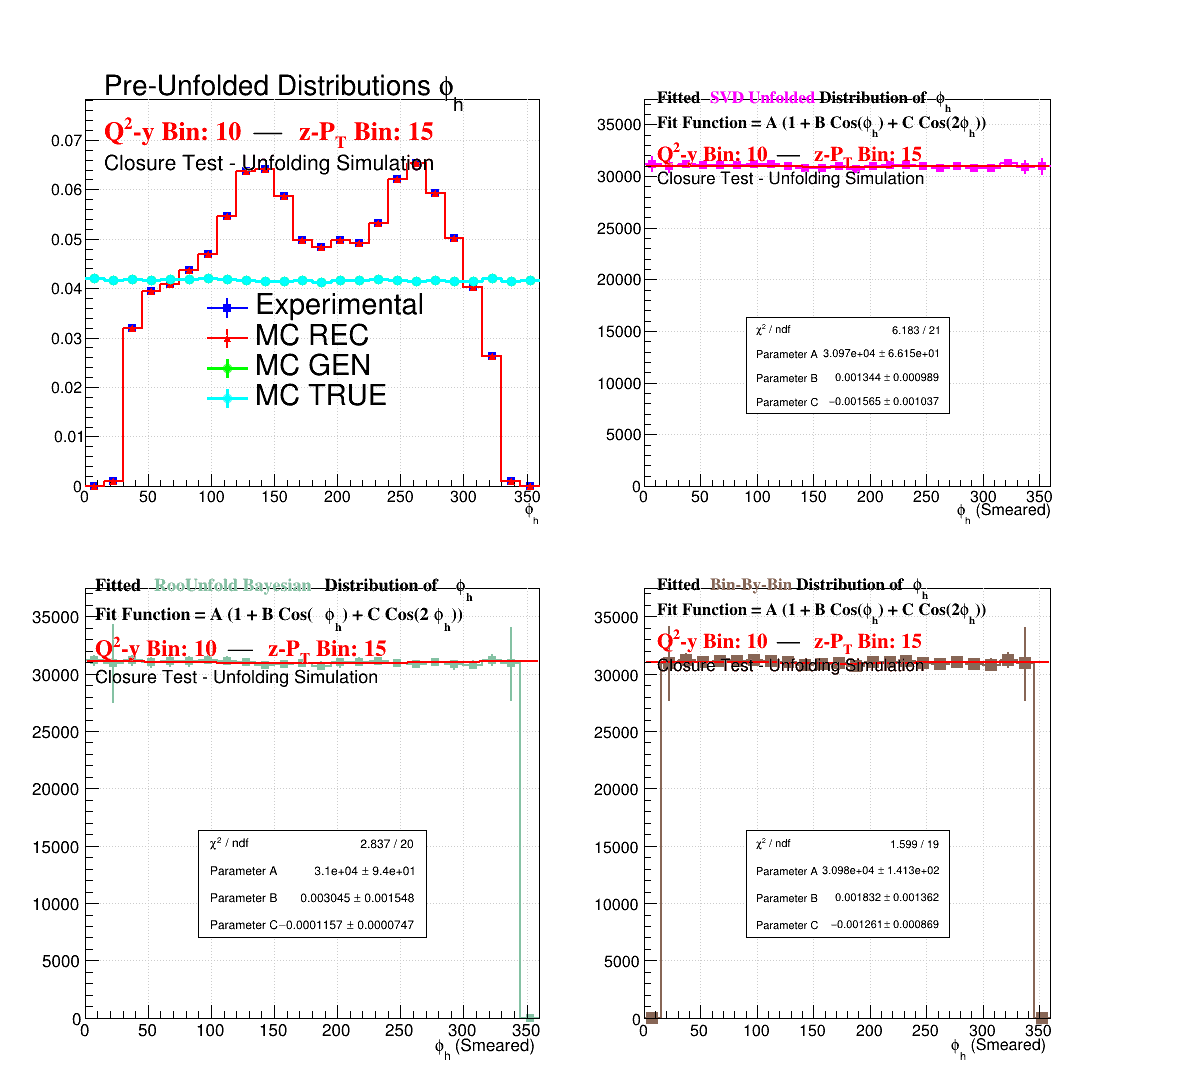 Pre-Unfolded Distributions ϕh
Q²-y Bin: 10 — z-PT Bin: 15
Closure Test - Unfolding Simulation
0.07
0.06
0.05
0.04
0.03
0.02
0.01
0
Experimental
MC REC
MC GEN
MC TRUE
0 50 100 150 200 250 300 350
ϕh
Fitted SVD Unfolded Distribution of ϕh
Fit Function = A (1 + B Cos(ϕh) + C Cos(2ϕh))
Q²-y Bin: 10 — z-PT Bin: 15
Closure Test - Unfolding Simulation
35000
30000
25000
20000
15000
10000
5000
0
χ² / ndf 6.183 / 21
Parameter A 3.097e+04 ± 6.615e+01
Parameter B 0.001344 ± 0.000989
Parameter C −0.001565 ± 0.001037
0 50 100 150 200 250 300 350
ϕh (Smeared)
Fitted RooUnfold Bayesian Distribution of ϕh
Fit Function = A (1 + B Cos( ϕh) + C Cos(2 ϕh))
Q²-y Bin: 10 — z-PT Bin: 15
Closure Test - Unfolding Simulation
35000
30000
25000
20000
15000
10000
5000
0
χ² / ndf 2.837 / 20
Parameter A 3.1e+04 ± 9.4e+01
Parameter B 0.003045 ± 0.001548
Parameter C −0.0001157 ± 0.0000747
0 50 100 150 200 250 300 350
ϕh (Smeared)
Fitted Bin-By-Bin Distribution of ϕh
Fit Function = A (1 + B Cos(ϕh) + C Cos(2ϕh))
Q²-y Bin: 10 — z-PT Bin: 15
Closure Test - Unfolding Simulation
35000
30000
25000
20000
15000
10000
5000
0
χ² / ndf 1.599 / 19
Parameter A 3.098e+04 ± 1.413e+02
Parameter B 0.001832 ± 0.001362
Parameter C −0.001261 ± 0.000869
0 50 100 150 200 250 300 350
ϕh (Smeared)